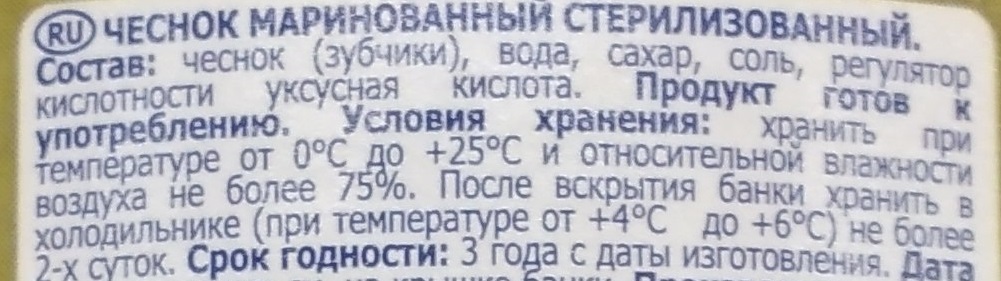 RU ЧЕСНОК МАРИНОВАННЫЙ СТЕРИЛИЗОВАННЫЙ.
Состав: чеснок (зубчики), вода, сахар, соль, регулятор
кислотности уксусная кислота. Продукт готов к
употреблению. Условия хранения: хранить при
температуре от 0°C до +25°C и относительной влажности
воздуха не более 75%. После вскрытия банки хранить в
холодильнике (при температуре от +4°C до +6°C) не более
2-х суток. Срок годности: 3 года с даты изготовления. Дата
банки.